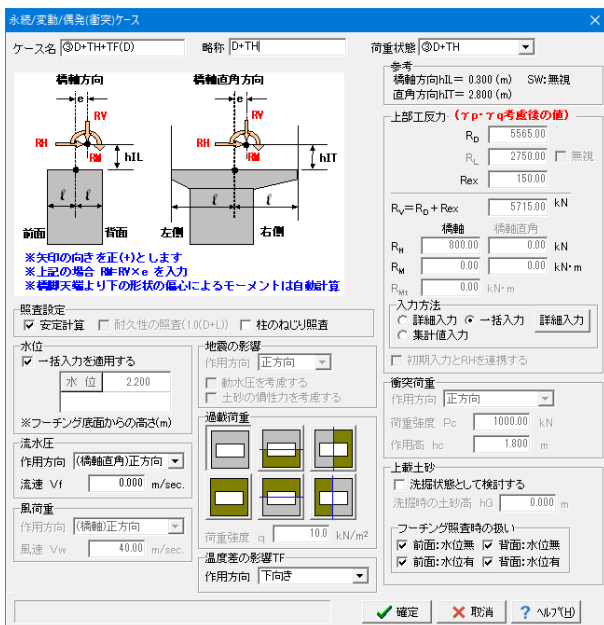 永続/変動/偶発(衝突)ケース
ケース名 ③D+TH+TF(D) 略称 D+TH 荷重状態 ③D+TH
橋軸方向 橋軸直角方向
e e
RV RV
RH RH
RM hIL RM hIT
ℓ ℓ ℓ ℓ
前面 背面 左側 右側
※矢印の向きを正(+)とします
※上記の場合 RM=RV×e を入力
※橋脚天端より下の形状の偏心によるモーメントは自動計算
参考
橋軸方向hIL= 0.300 (m) SW:無視
直角方向hIT= 2.800 (m)
上部工反力 (γp・γq考慮後の値)
RD 5565.00
RL 2750.00 無視
Rex 150.00
RV=RD+Rex 5715.00 kN
橋軸 橋軸直角
RH 800.00 0.00 kN
RM 0.00 0.00 kN・m
RMt 0.00 kN・m
入力方法
詳細入力 一括入力 詳細入力
集計値入力
初期入力とRHを連携する
照査設定
安定計算 耐久性の照査(1.0(D+L)) 柱のねじり照査
水位
一括入力を適用する
水 位 2.200
※フーチング底面からの高さ(m)
流水圧
作用方向 (橋軸直角)正方向
流速 Vf 0.000 m/sec.
風荷重
作用方向 (橋軸)正方向
風速 Vw 40.00 m/sec.
地震の影響
作用方向 正方向
動水圧を考慮する
土砂の慣性力を考慮する
過載荷重
荷重強度 q 10.0 kN/m²
温度差の影響TF
作用方向 下向き
衝突荷重
作用方向 正方向
荷重強度 Pc 1000.00 kN
作用高 hc 1.800 m
上載土砂
洗掘状態として検討する
洗掘時の土砂高 hG 0.000 m
フーチング照査時の扱い
前面:水位無 背面:水位無
前面:水位有 背面:水位有
確定 取消 ? ヘルプ(H)